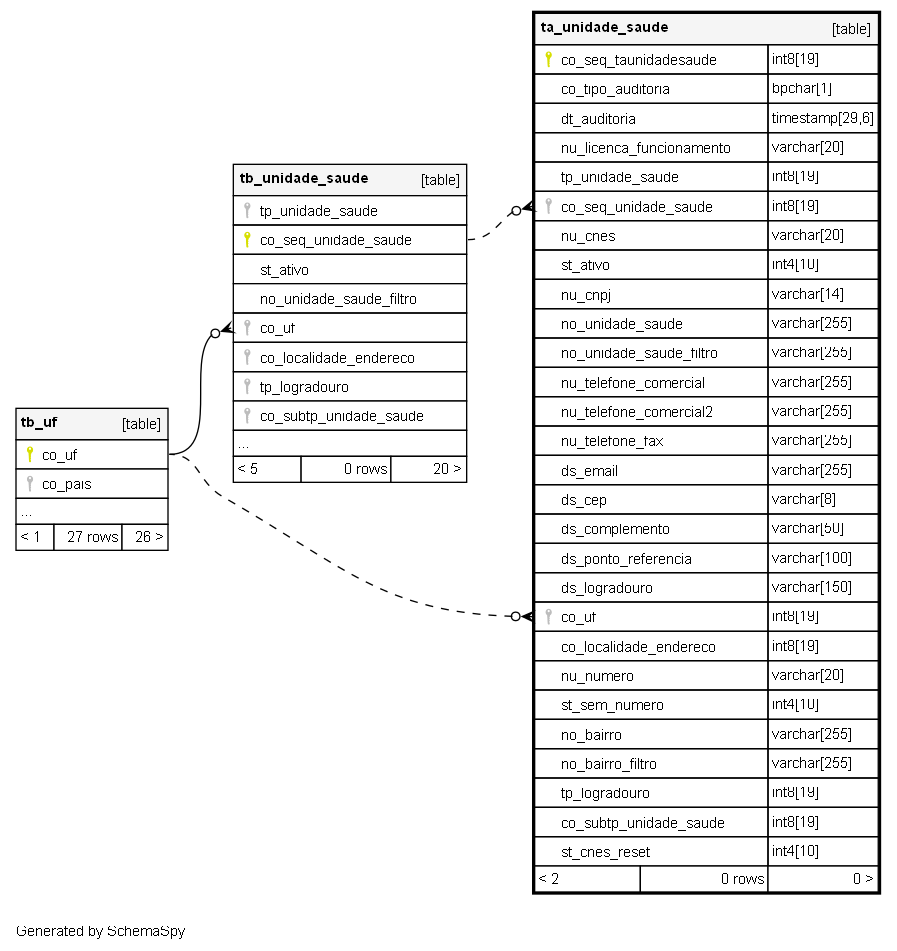 ta_unidade_saude [table]
co_seq_taunidadesaude int8[19]
co_tipo_auditoria bpchar[1]
dt_auditoria timestamp[29,6]
nu_licenca_funcionamento varchar[20]
tp_unidade_saude int8[19]
co_seq_unidade_saude int8[19]
nu_cnes varchar[20]
st_ativo int4[10]
nu_cnpj varchar[14]
no_unidade_saude varchar[255]
no_unidade_saude_filtro varchar[255]
nu_telefone_comercial varchar[255]
nu_telefone_comercial2 varchar[255]
nu_telefone_fax varchar[255]
ds_email varchar[255]
ds_cep varchar[8]
ds_complemento varchar[50]
ds_ponto_referencia varchar[100]
ds_logradouro varchar[150]
co_uf int8[19]
co_localidade_endereco int8[19]
nu_numero varchar[20]
st_sem_numero int4[10]
no_bairro varchar[255]
no_bairro_filtro varchar[255]
tp_logradouro int8[19]
co_subtp_unidade_saude int8[19]
st_cnes_reset int4[10]
< 2 0 rows 0 >
tb_unidade_saude [table]
tp_unidade_saude
co_seq_unidade_saude
st_ativo
no_unidade_saude_filtro
co_uf
co_localidade_endereco
tp_logradouro
co_subtp_unidade_saude
...
< 5 0 rows 20 >
tb_uf [table]
co_uf
co_pais
...
< 1 27 rows 26 >
Generated by SchemaSpy